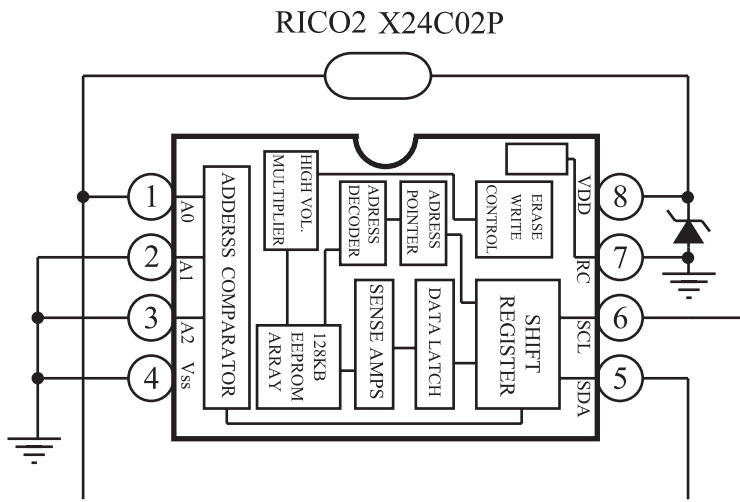 RICO2 X24C02P
1
2
3
4
8
7
6
5
A0
A1
A2
Vss
VDD
RC
SCL
SDA
ADDERSS COMPARATOR
HIGH VOL.
MULTIPLIER
ADRESS
DECODER
ADRESS
POINTER
ERASE
WRITE
CONTROL
128KB
EEPROM
ARRAY
SENSE AMPS
DATA LATCH
SHIFT
REGISTER